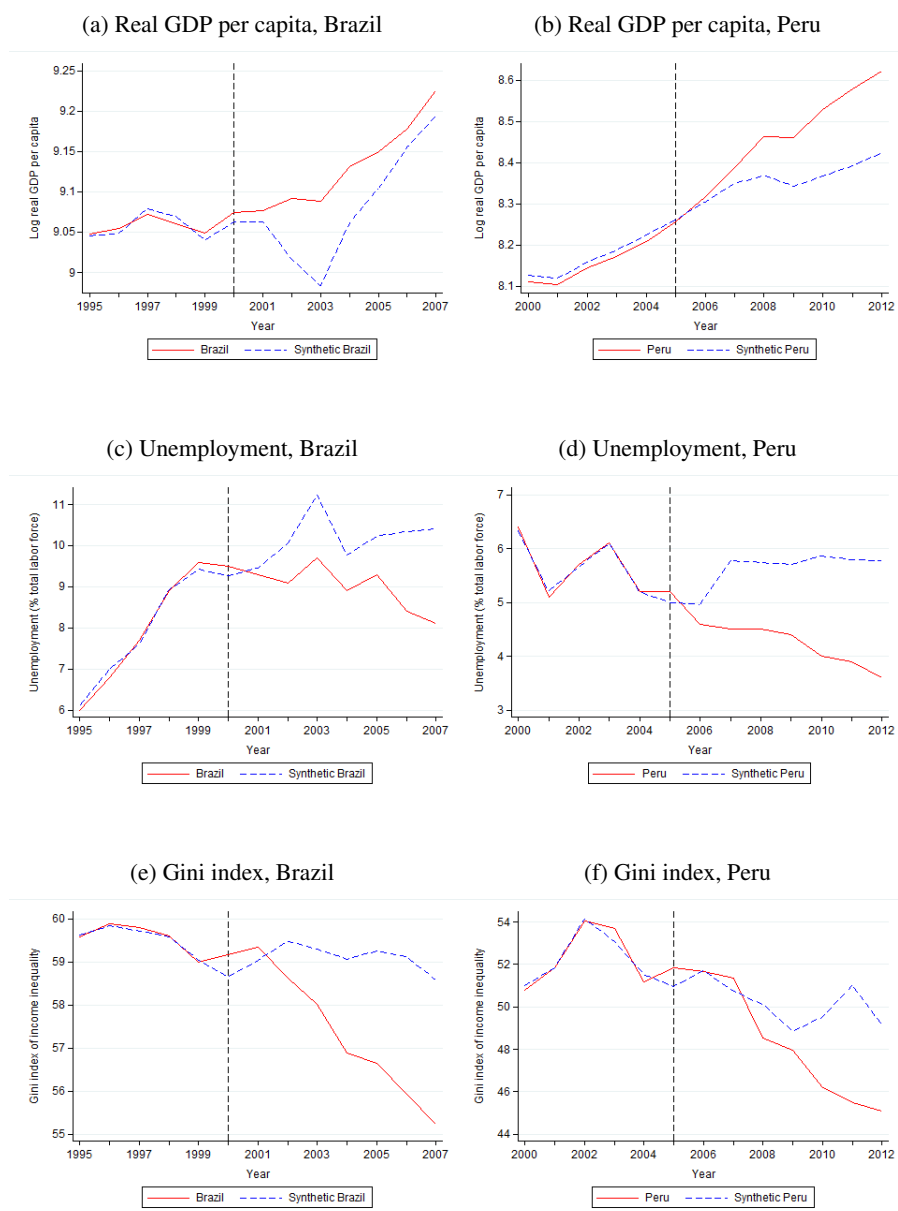 (a) Real GDP per capita, Brazil
(b) Real GDP per capita, Peru
9.25
9.2
9.15
9.1
9.05
9
Log real GDP per capita
1995 1997 1999 2001 2003 2005 2007
Year
Brazil Synthetic Brazil
8.6
8.5
8.4
8.3
8.2
8.1
Log real GDP per capita
2000 2002 2004 2006 2008 2010 2012
Year
Peru Synthetic Peru
(c) Unemployment, Brazil
(d) Unemployment, Peru
11
10
9
8
7
6
Unemployment (% total labor force)
1995 1997 1999 2001 2003 2005 2007
Year
Brazil Synthetic Brazil
7
6
5
4
3
Unemployment (% total labor force)
2000 2002 2004 2006 2008 2010 2012
Year
Peru Synthetic Peru
(e) Gini index, Brazil
(f) Gini index, Peru
60
59
58
57
56
55
Gini index of income inequality
1995 1997 1999 2001 2003 2005 2007
Year
Brazil Synthetic Brazil
54
52
50
48
46
44
Gini index of income inequality
2000 2002 2004 2006 2008 2010 2012
Year
Peru Synthetic Peru